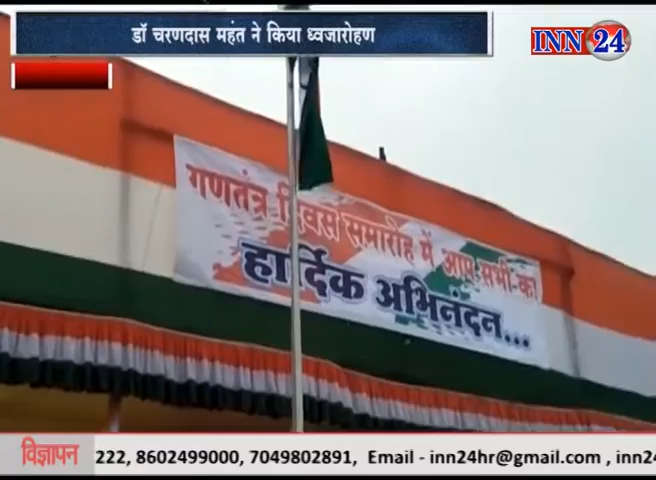 डॉ चरणदास महंत ने किया ध्वजारोहण
INN 24
गणतंत्र दिवस समारोह में आप सभी का
हार्दिक अभिनंदन...
विज्ञापन 222, 8602499000, 7049802891, Email - inn24hr@gmail.com , inn24